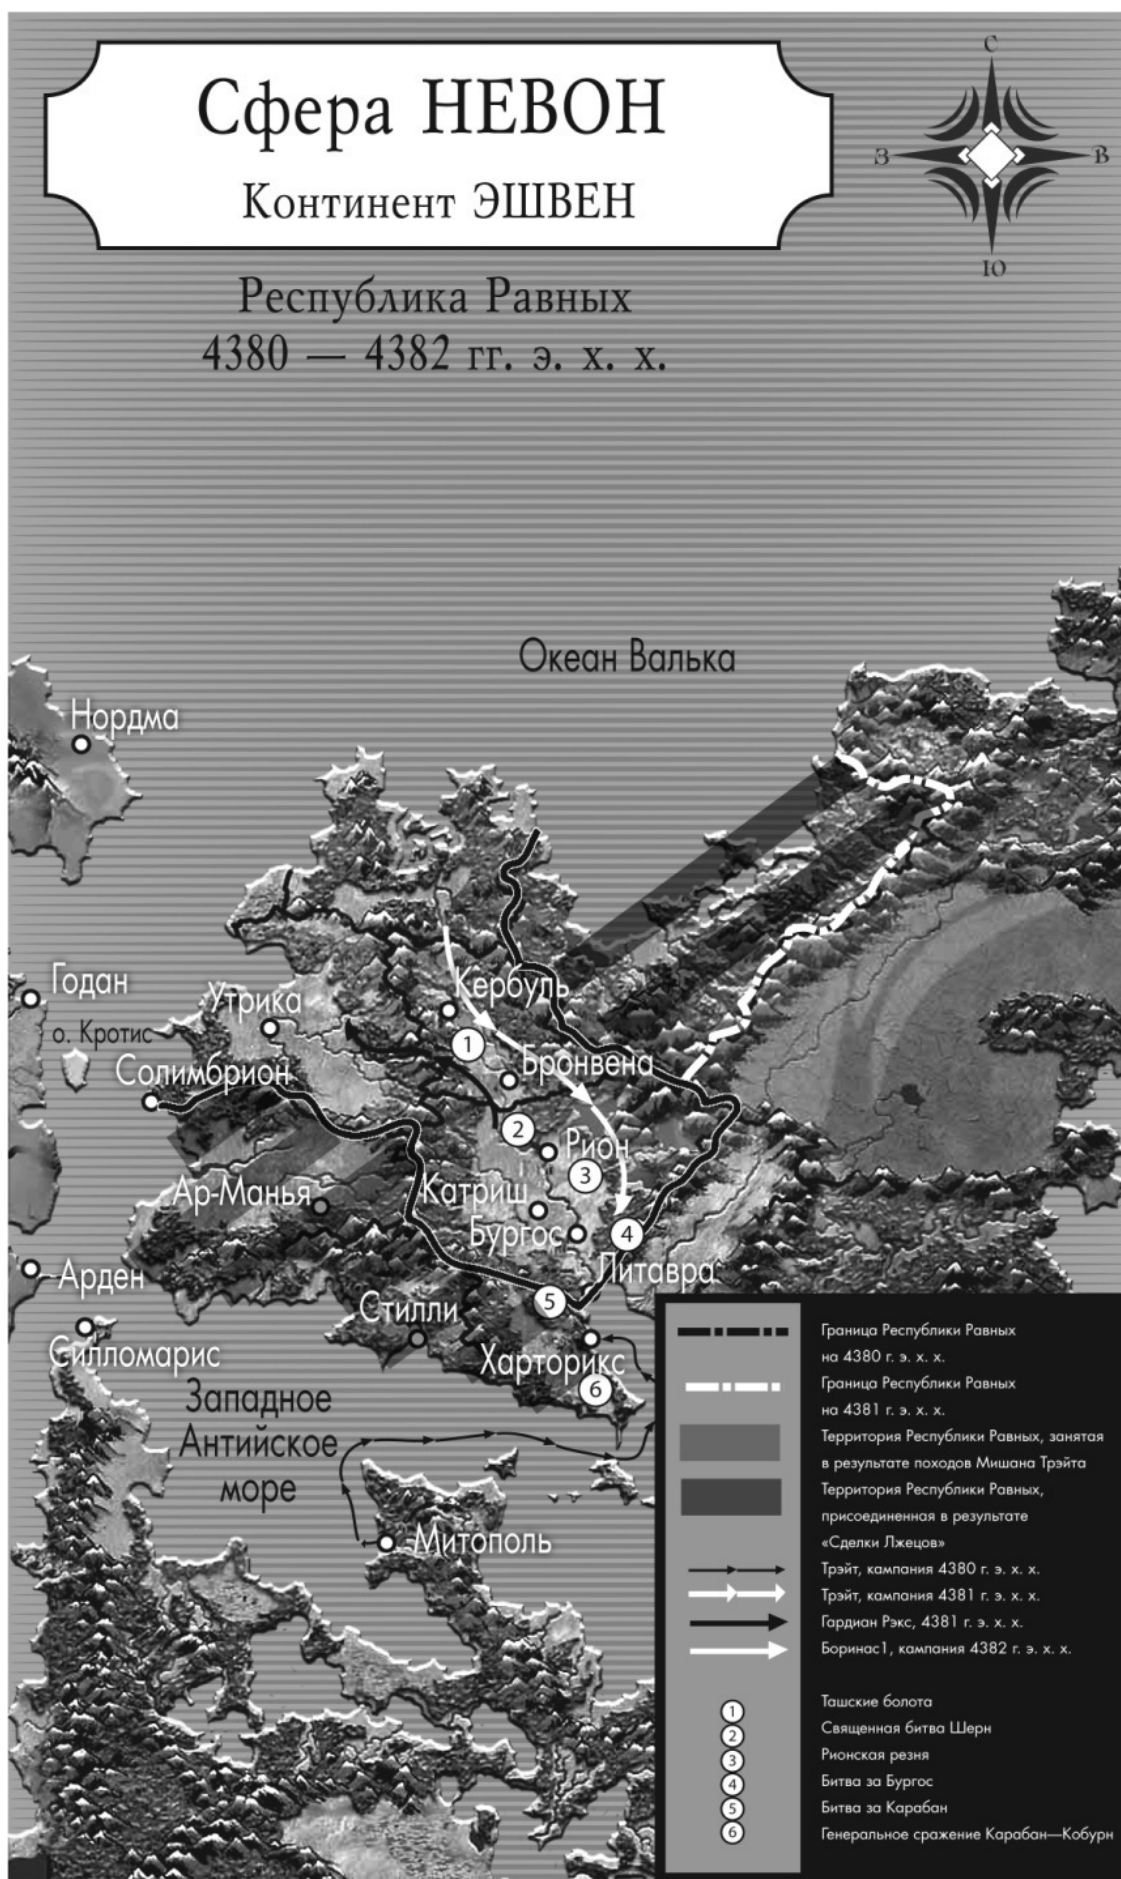 Сфера НЕВОН
Континент ЭШВЕН
С
З
В
Ю
Республика Равных
4380 — 4382 гг. э. х. х.
Океан Валька
Нордма
Годан
о. Кротис
Утрика
Кербуль
Солимбрион
1
Бронвена
2
Рион
3
Ар-Манья
Катриш
Бургос
4
Литавра
Арден
5
Стилли
Силломарис
Харторикс
6
Западное
Антийское
море
Митополь
Граница Республики Равных
на 4380 г. э. х. х.
Граница Республики Равных
на 4381 г. э. х. х.
Территория Республики Равных, занятая
в результате походов Мишана Трэйта
Территория Республики Равных,
присоединенная в результате
«Сделки Лжецов»
Трэйт, кампания 4380 г. э. х. х.
Трэйт, кампания 4381 г. э. х. х.
Гардиан Рэкс, 4381 г. э. х. х.
Боринас1, кампания 4382 г. э. х. х.
1 Ташские болота
2 Священная битва Шерн
3 Рионская резня
4 Битва за Бургос
5 Битва за Карабан
6 Генеральное сражение Карабан—Кобурн